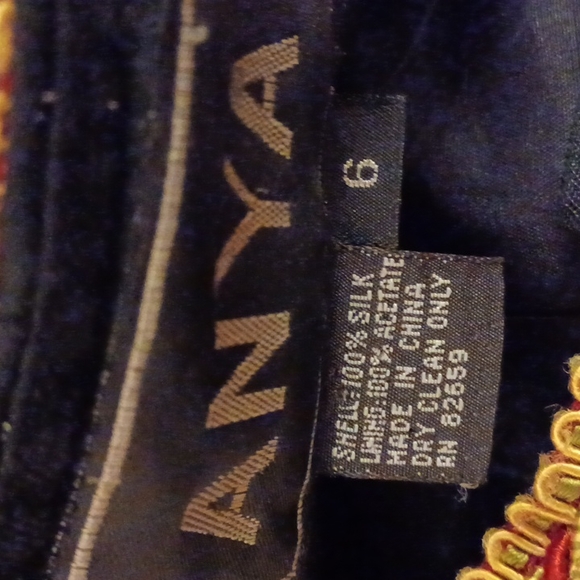 ANYA
6
SHELL:100% SILK
LINING:100% ACETATE
MADE IN CHINA
DRY CLEAN ONLY
RN 82659